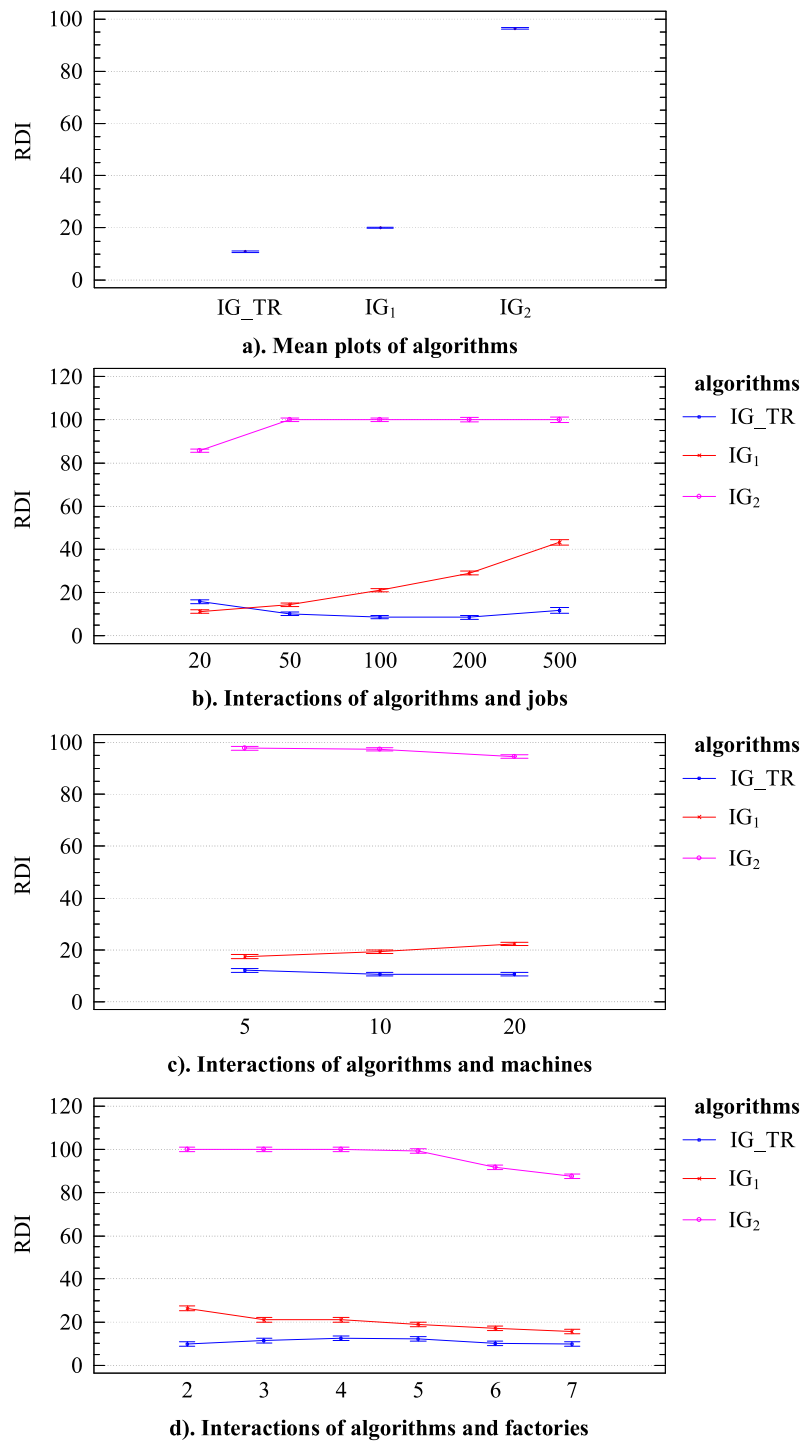 100
80
60
40
20
0
RDI
IG_TR IG₁ IG₂
a). Mean plots of algorithms
120
100
80
60
40
20
0
RDI
20 50 100 200 500
algorithms
IG_TR
IG₁
IG₂
b). Interactions of algorithms and jobs
100
80
60
40
20
0
RDI
5 10 20
algorithms
IG_TR
IG₁
IG₂
c). Interactions of algorithms and machines
120
100
80
60
40
20
0
RDI
2 3 4 5 6 7
algorithms
IG_TR
IG₁
IG₂
d). Interactions of algorithms and factories